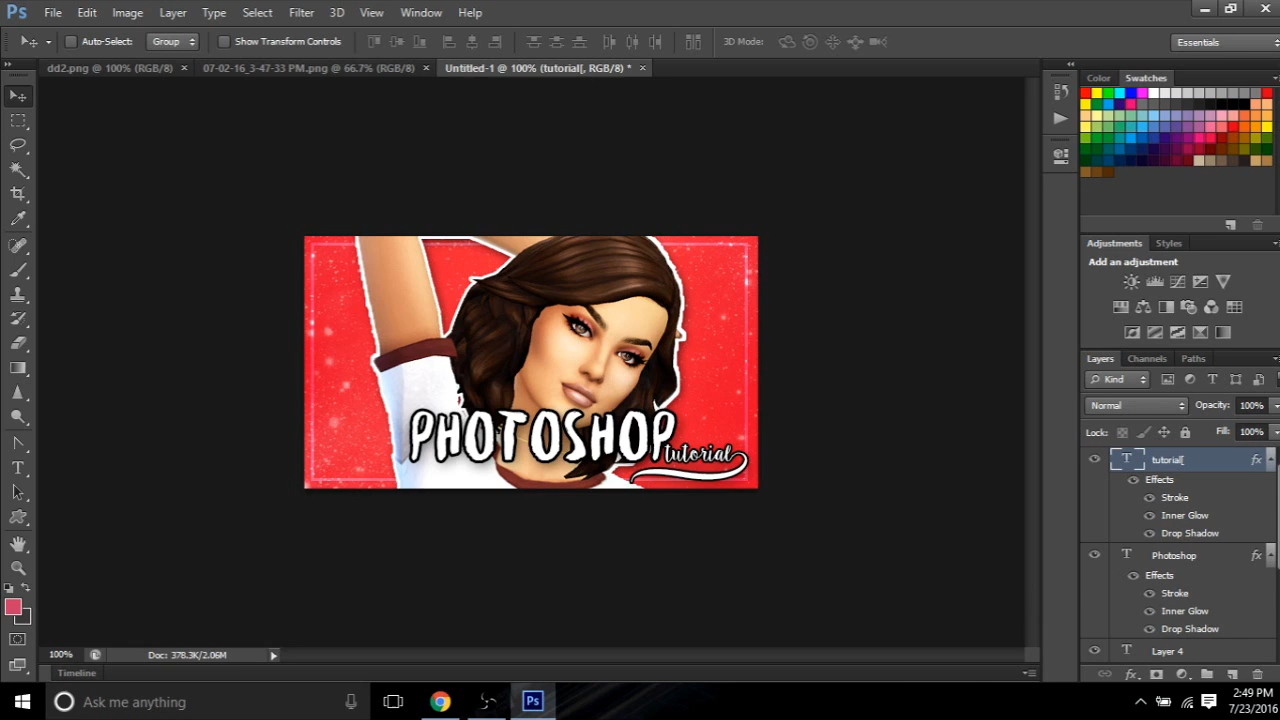 Ps File Edit Image Layer Type Select Filter 3D View Window Help
Auto-Select: Group Show Transform Controls 3D Mode: Essentials
dd2.png @ 100% (RGB/8) × 07-02-16_3-47-33 PM.png @ 66.7% (RGB/8) × Untitled-1 @ 100% (tutorial[, RGB/8) * ×
Color Swatches
Adjustments Styles
Add an adjustment
Layers Channels Paths
Kind
Normal Opacity: 100%
Lock: Fill: 100%
T tutorial[ fx
Effects
Stroke
Inner Glow
Drop Shadow
T Photoshop fx
Effects
Stroke
Inner Glow
Drop Shadow
T Layer 4
PHOTOSHOP
tutorial
100% Doc: 378.3K/2.06M
Timeline
Ask me anything Ps 2:49 PM
7/23/2016